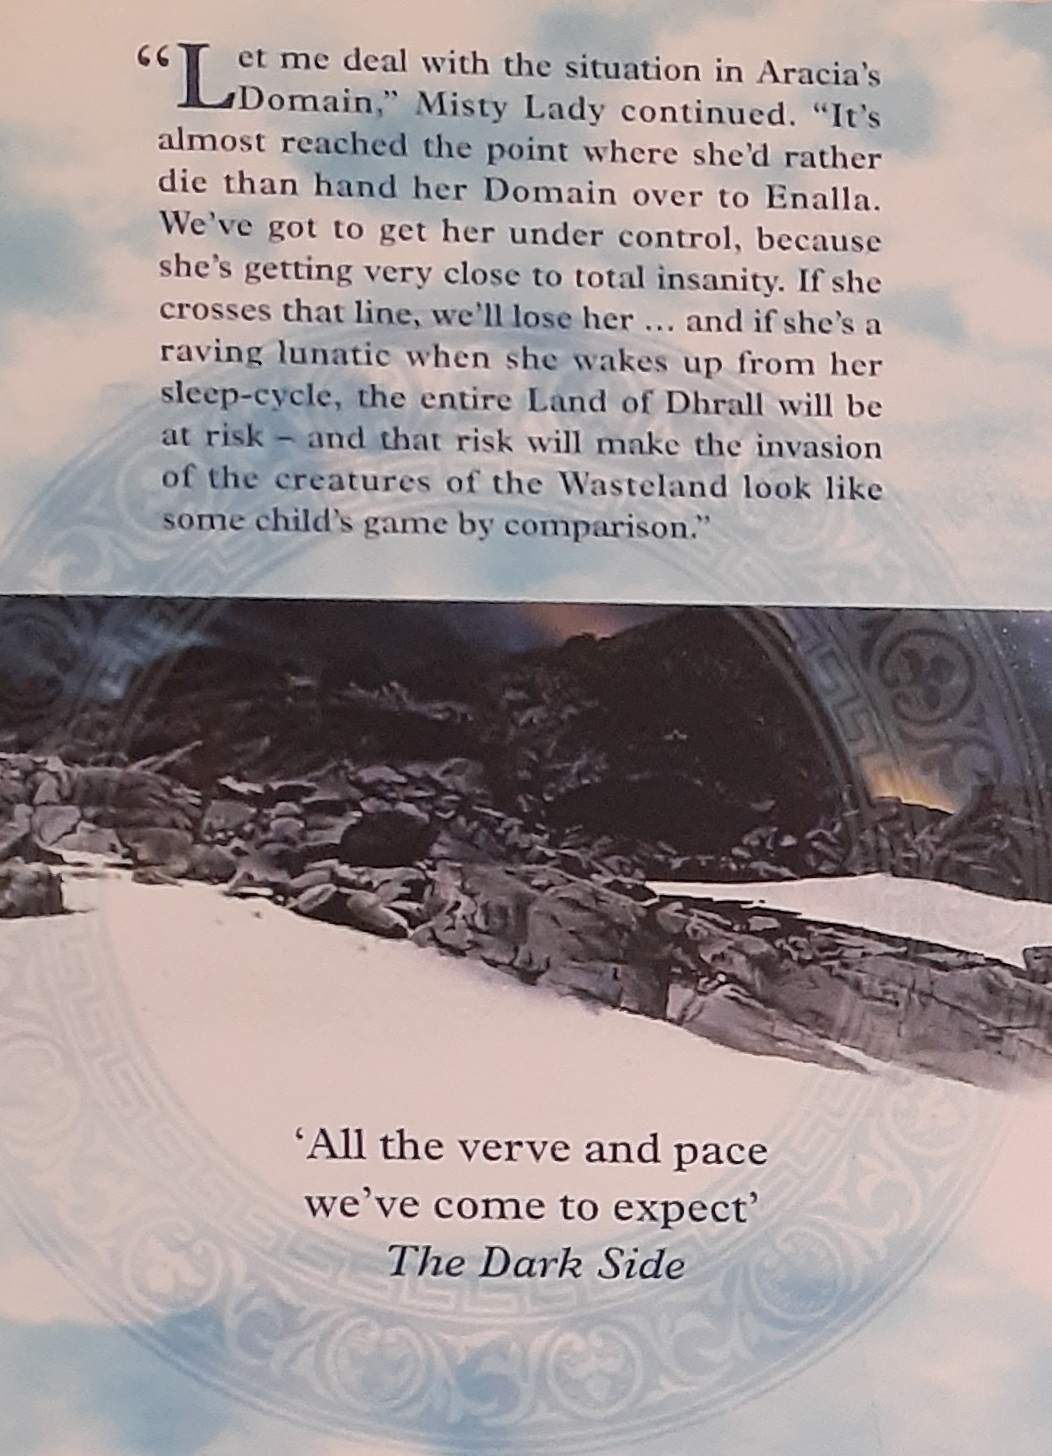 “Let me deal with the situation in Aracia’s
Domain,” Misty Lady continued. “It’s
almost reached the point where she’d rather
die than hand her Domain over to Enalla.
We’ve got to get her under control, because
she’s getting very close to total insanity. If she
crosses that line, we’ll lose her ... and if she’s a
raving lunatic when she wakes up from her
sleep-cycle, the entire Land of Dhrall will be
at risk – and that risk will make the invasion
of the creatures of the Wasteland look like
some child’s game by comparison.”
‘All the verve and pace
we’ve come to expect’
The Dark Side